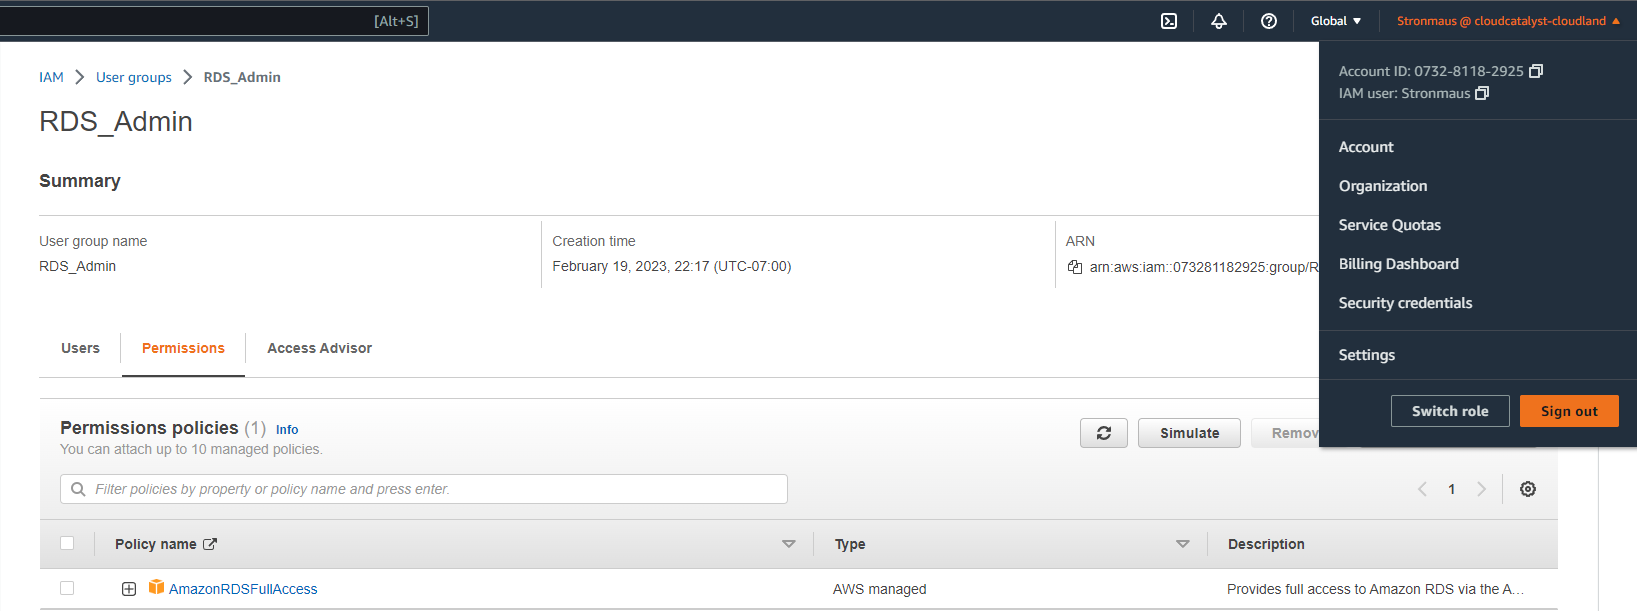 [Alt+S]
Global
Stronmaus @ cloudcatalyst-cloudland
Account ID: 0732-8118-2925
IAM user: Stronmaus
Account
Organization
Service Quotas
Billing Dashboard
Security credentials
Settings
Switch role
Sign out
IAM > User groups > RDS_Admin
RDS_Admin
Summary
User group name
RDS_Admin
Creation time
February 19, 2023, 22:17 (UTC-07:00)
ARN
arn:aws:iam::073281182925:group/R
Users
Permissions
Access Advisor
Permissions policies (1) Info
You can attach up to 10 managed policies.
Simulate
Remov
Filter policies by property or policy name and press enter.
1
Policy name
Type
Description
AmazonRDSFullAccess
AWS managed
Provides full access to Amazon RDS via the A...